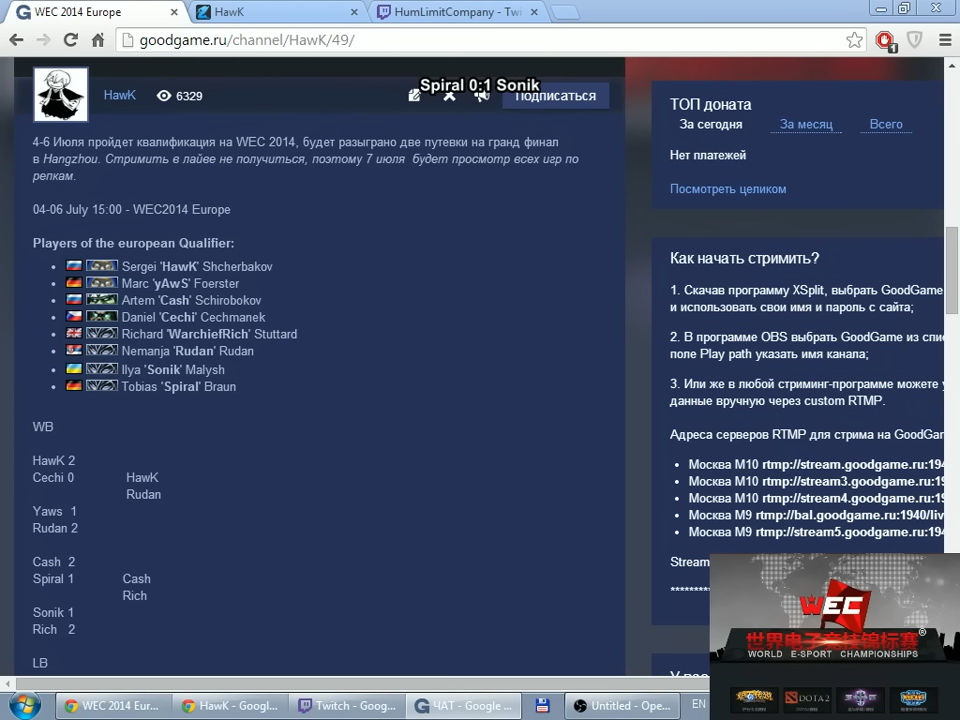 WEC 2014 Europe
HawK
HumLimitCompany - Twi
goodgame.ru/channel/HawK/49/
1
HawK
6329
Spiral 0:1 Sonik
Подписаться
4-6 Июля пройдет квалификация на WEC 2014, будет разыграно две путевки на гранд финал
в Hangzhou. Стримить в лайве не получиться, поэтому 7 июля будет просмотр всех игр по
репкам.
04-06 July 15:00 - WEC2014 Europe
Players of the european Qualifier:
Sergei 'HawK' Shcherbakov
Marc 'yAwS' Foerster
Artem 'Cash' Schirobokov
Daniel 'Cechi' Cechmanek
Richard 'WarchiefRich' Stuttard
Nemanja 'Rudan' Rudan
Ilya 'Sonik' Malysh
Tobias 'Spiral' Braun
WB
HawK 2
Cechi 0
HawK
Rudan
Yaws 1
Rudan 2
Cash 2
Spiral 1
Cash
Rich
Sonik 1
Rich 2
LB
ТОП доната
За сегодня За месяц Всего
Нет платежей
Посмотреть целиком
Как начать стримить?
1. Скачав программу XSplit, выбрать GoodGame
и использовать свои имя и пароль с сайта;
2. В программе OBS выбрать GoodGame из спис
поле Play path указать имя канала;
3. Или же в любой стриминг-программе можете у
данные вручную через custom RTMP.
Адреса серверов RTMP для стрима на GoodGam
Москва M10 rtmp://stream.goodgame.ru:194
Москва M10 rtmp://stream3.goodgame.ru:19
Москва M10 rtmp://stream4.goodgame.ru:19
Москва M9 rtmp://bal.goodgame.ru:1940/liv
Москва M9 rtmp://stream5.goodgame.ru:19
Stream
*********
WEC
世界电子竞技锦标赛®
WORLD E-SPORT CHAMPIONSHIPS
DOTA 2
WEC 2014 Eur...
HawK - Googl...
Twitch - Googl...
ЧАТ - Google ...
Untitled - Ope...
EN